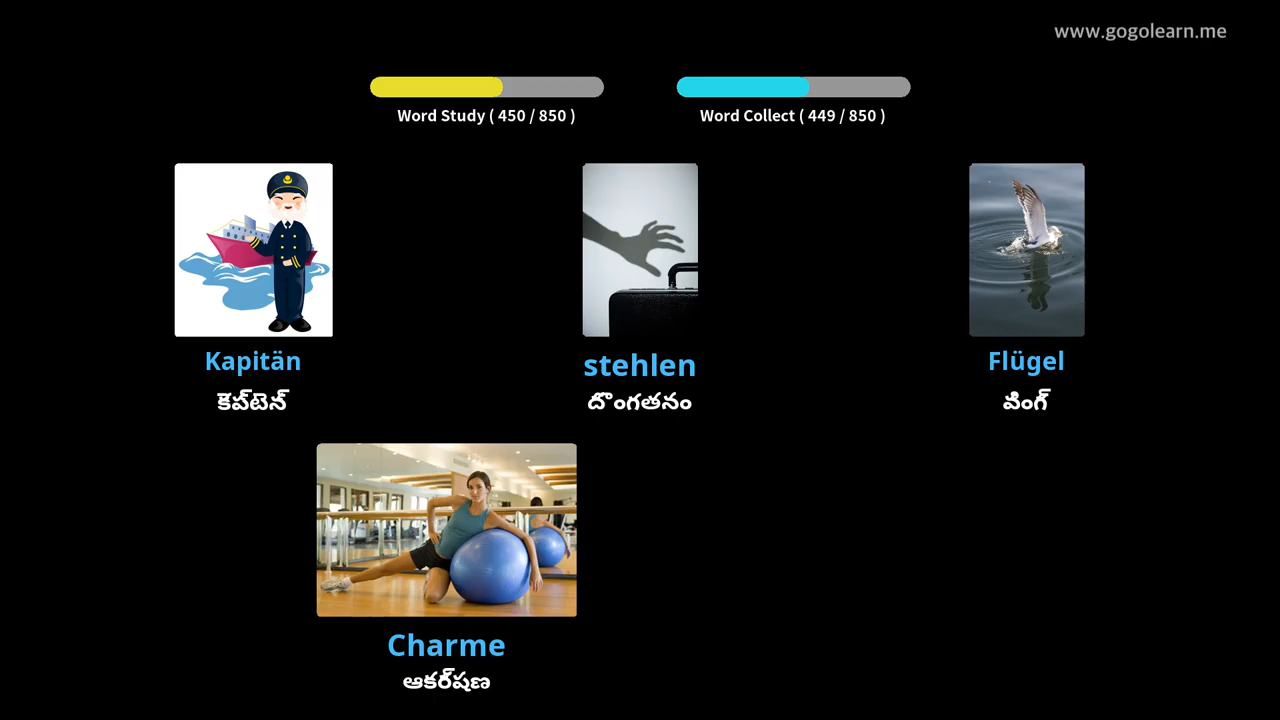 www.gogolearn.me
Word Study ( 450 / 850 )
Word Collect ( 449 / 850 )
Kapitän
stehlen
Flügel
కెప్టెన్
దొంగతనం
వింగ్
Charme
ఆకర్షణ